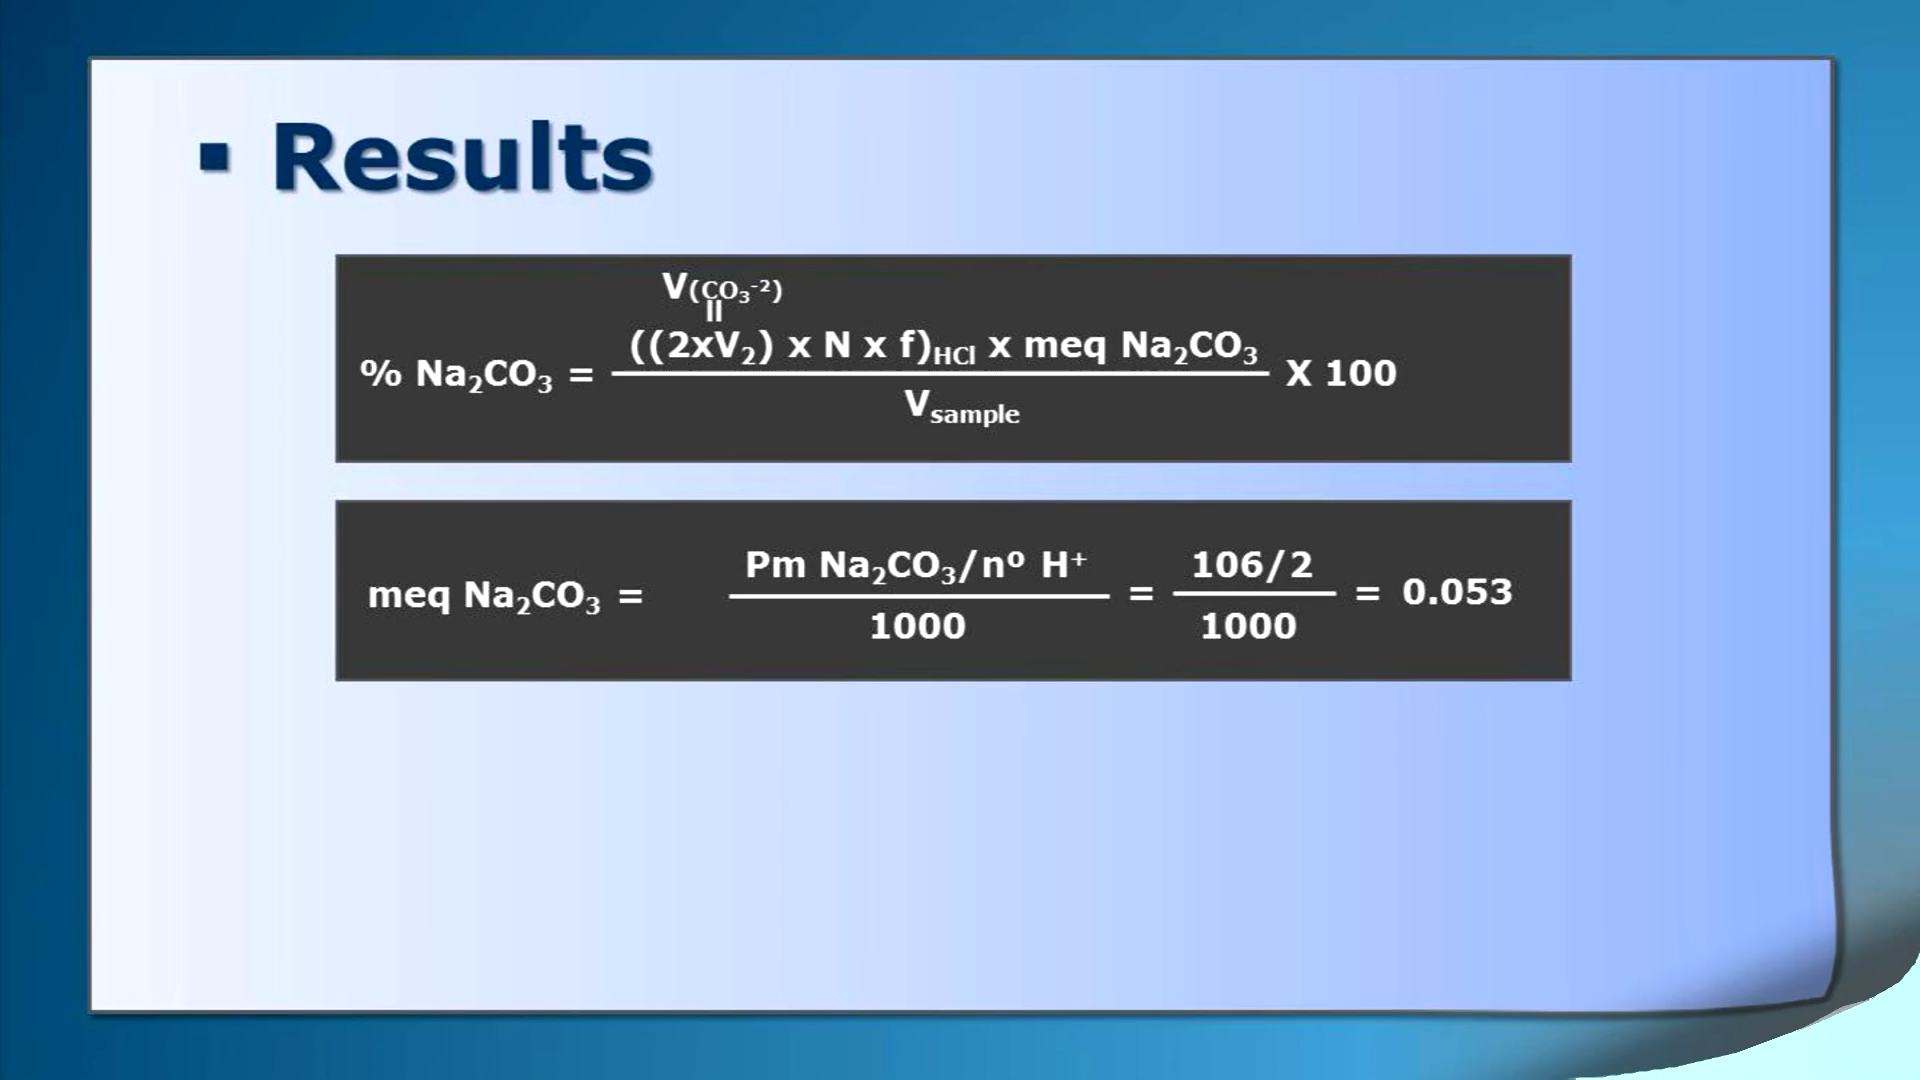 ▪ Results
V(CO₃⁻²)
||
% Na₂CO₃ = ((2xV₂) x N x f)HCl x meq Na₂CO₃ X 100
Vsample
meq Na₂CO₃ = Pm Na₂CO₃/nº H⁺ = 106/2 = 0.053
1000 1000